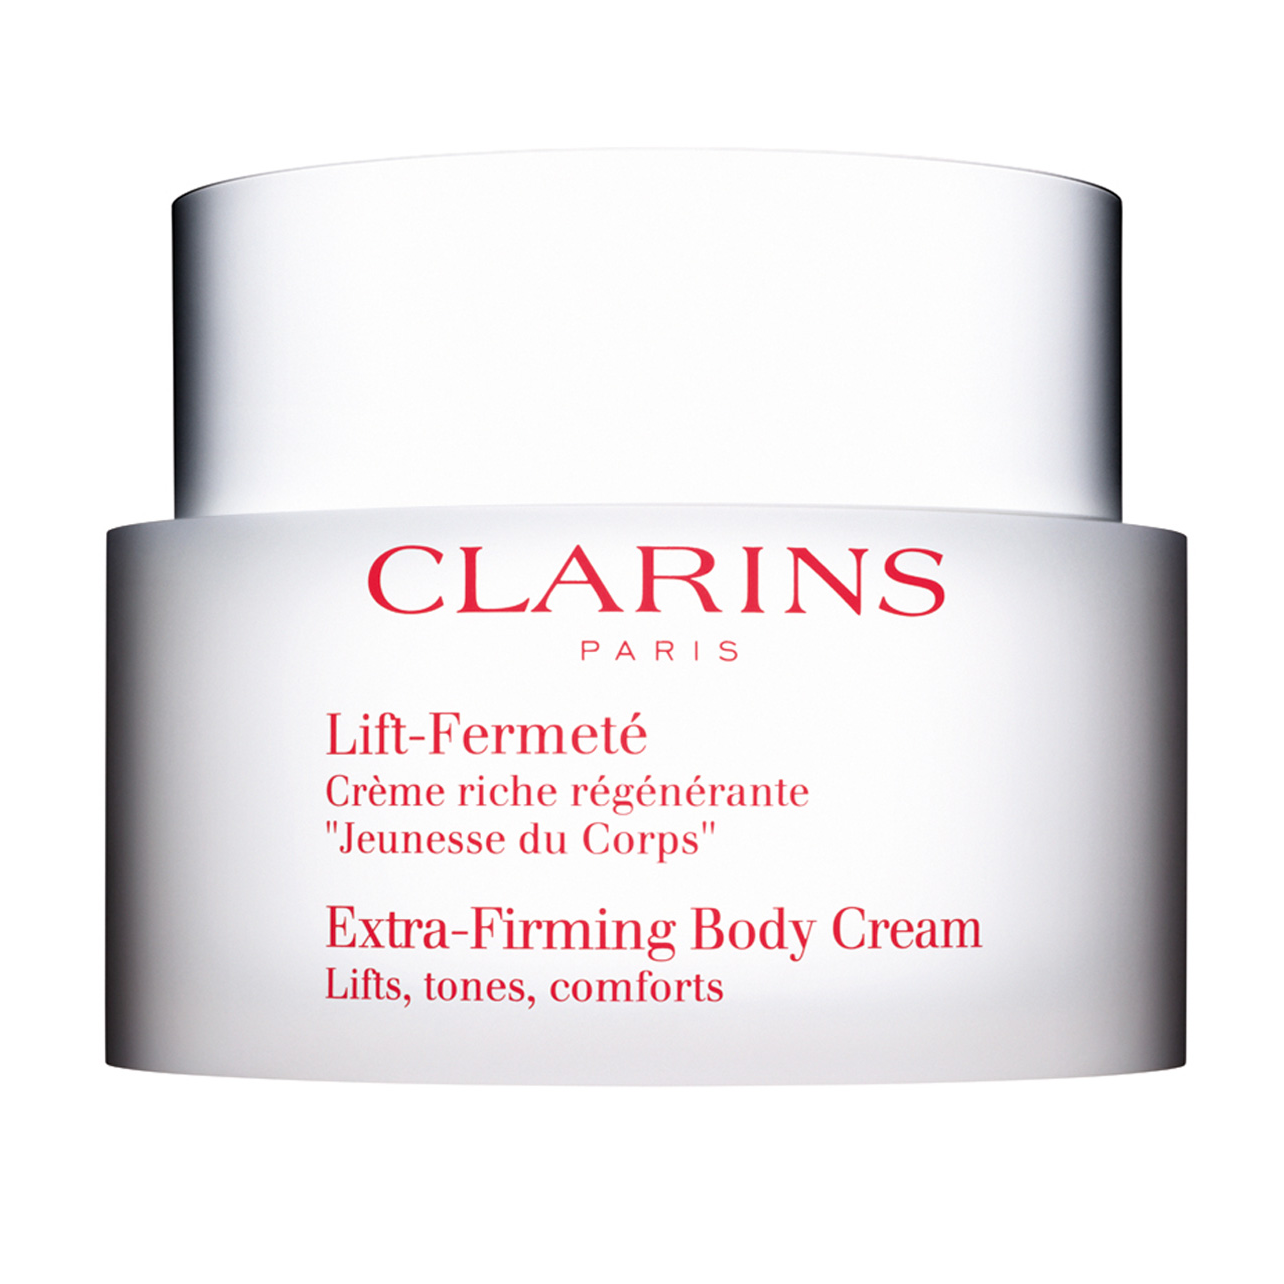 CLARINS
PARIS
Lift-Fermeté
Crème riche régénérante
"Jeunesse du Corps"
Extra-Firming Body Cream
Lifts, tones, comforts